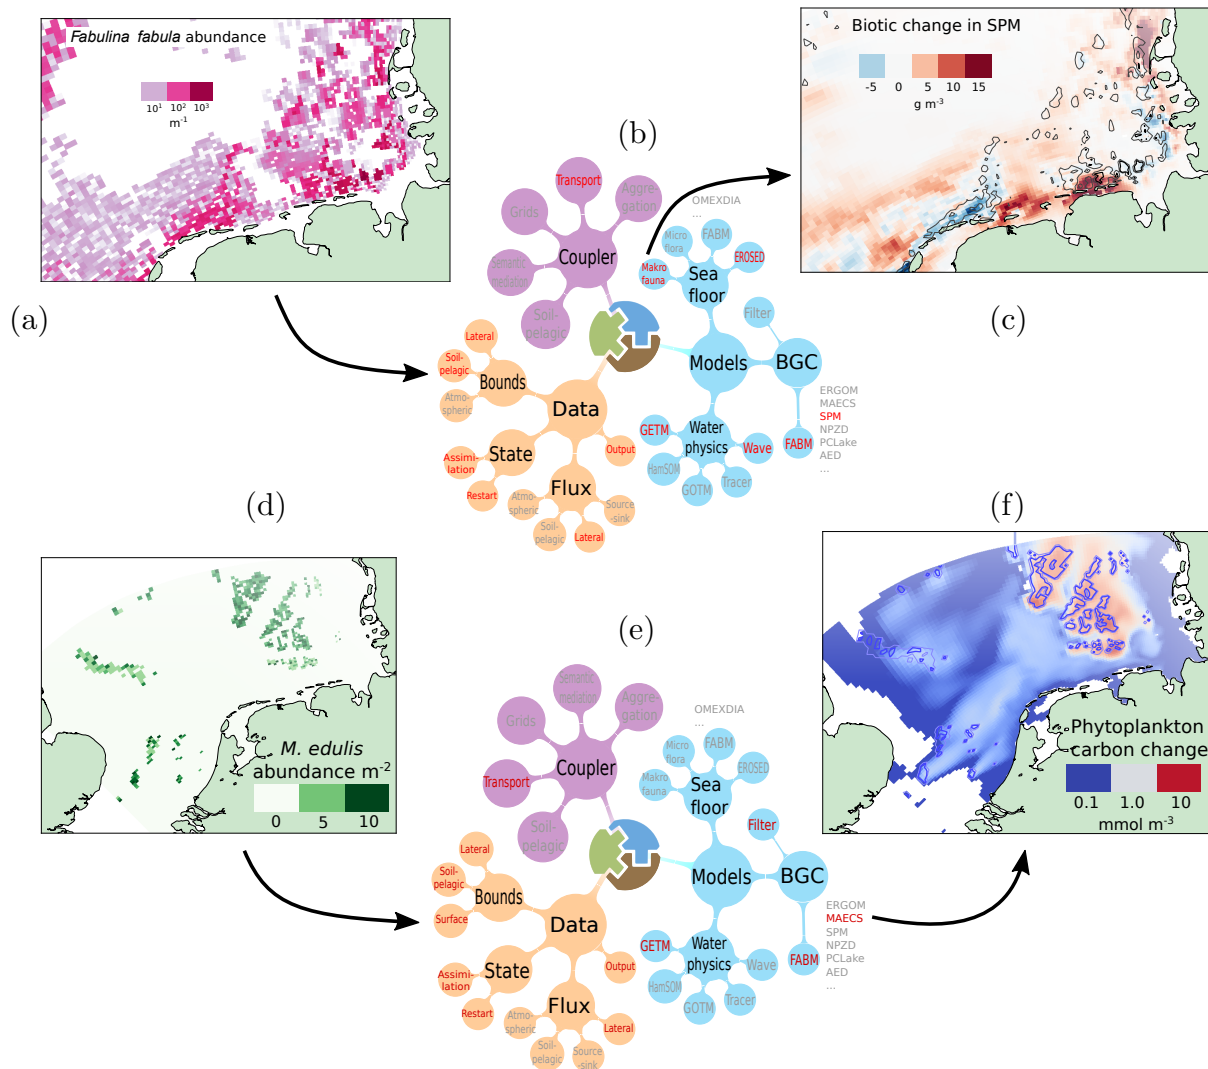 Fabulina fabula abundance
10¹ 10² 10³
m⁻¹
(a)
(b)
Transport
Grids
Aggre-
gation
Semantic
mediation
Coupler
Soil-
pelagic
OMEXDIA
...
Micro
flora
FABM
Makro
fauna
EROSED
Sea
floor
Filter
Models
BGC
ERGOM
MAECS
SPM
NPZD
PCLake
AED
...
GETM
Water
physics
Wave
FABM
HamSOM
GOTM
Tracer
Lateral
Soil-
pelagic
Bounds
Atmo-
spheric
Data
Assimi-
lation
State
Output
Restart
Flux
Atmo-
spheric
Source
-sink
Soil-
pelagic
Lateral
Biotic change in SPM
-5 0 5 10 15
g m⁻³
(c)
(d)
M. edulis
abundance m⁻²
0 5 10
(e)
Semantic
mediation
Grids
Aggre-
gation
Transport
Coupler
Soil-
pelagic
OMEXDIA
...
Micro
flora
FABM
Makro
fauna
EROSED
Sea
floor
Filter
Models
BGC
ERGOM
MAECS
SPM
NPZD
PCLake
AED
...
GETM
Water
physics
Wave
FABM
HamSOM
GOTM
Tracer
Lateral
Soil-
pelagic
Bounds
Surface
Data
Assimi-
lation
State
Output
Restart
Flux
Atmo-
spheric
Lateral
Soil-
pelagic
Source
-sink
(f)
Phytoplankton
carbon change
0.1 1.0 10
mmol m⁻³